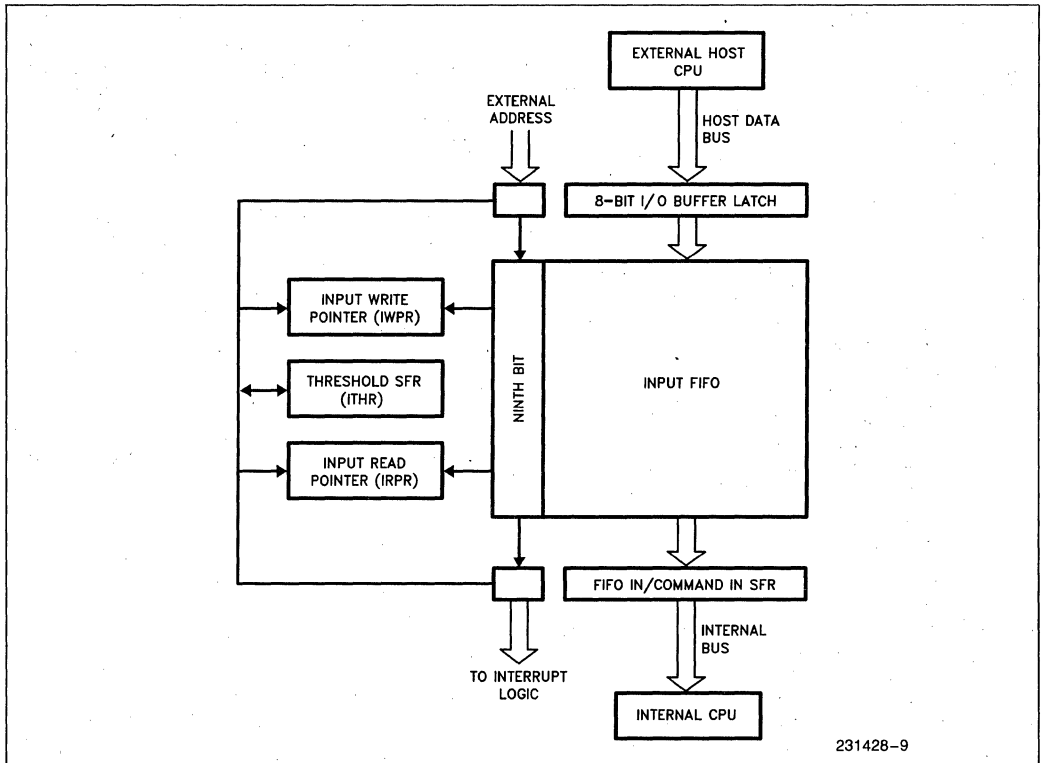 EXTERNAL HOST
CPU
EXTERNAL
ADDRESS
HOST DATA
BUS
8-BIT I/O BUFFER LATCH
INPUT WRITE
POINTER (IWPR)
THRESHOLD SFR
(ITHR)
INPUT READ
POINTER (IRPR)
NINTH BIT
INPUT FIFO
FIFO IN/COMMAND IN SFR
INTERNAL
BUS
TO INTERRUPT
LOGIC
INTERNAL CPU
231428-9